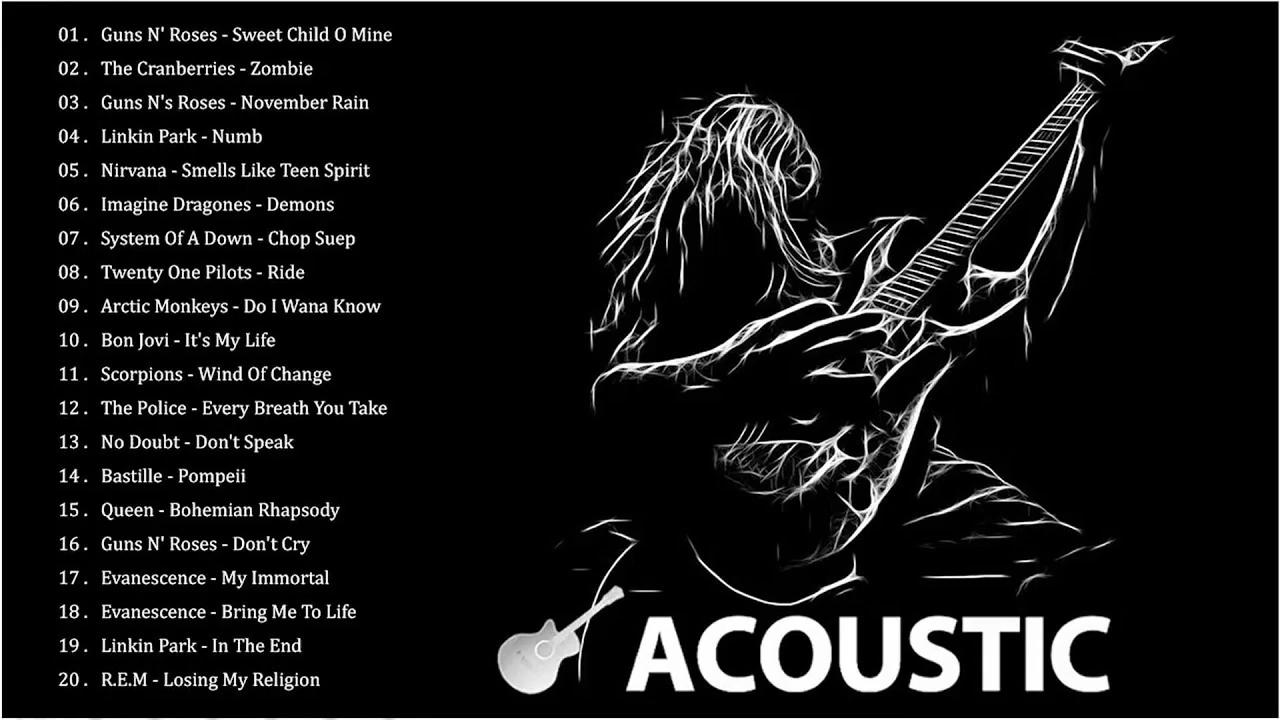 01. Guns N' Roses - Sweet Child O Mine
02. The Cranberries - Zombie
03. Guns N's Roses - November Rain
04. Linkin Park - Numb
05. Nirvana - Smells Like Teen Spirit
06. Imagine Dragones - Demons
07. System Of A Down - Chop Suep
08. Twenty One Pilots - Ride
09. Arctic Monkeys - Do I Wana Know
10. Bon Jovi - It's My Life
11. Scorpions - Wind Of Change
12. The Police - Every Breath You Take
13. No Doubt - Don't Speak
14. Bastille - Pompeii
15. Queen - Bohemian Rhapsody
16. Guns N' Roses - Don't Cry
17. Evanescence - My Immortal
18. Evanescence - Bring Me To Life
19. Linkin Park - In The End
20. R.E.M - Losing My Religion
ACOUSTIC